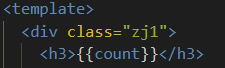 <template>
<div class="zj1">
<h3>{{count}}</h3>